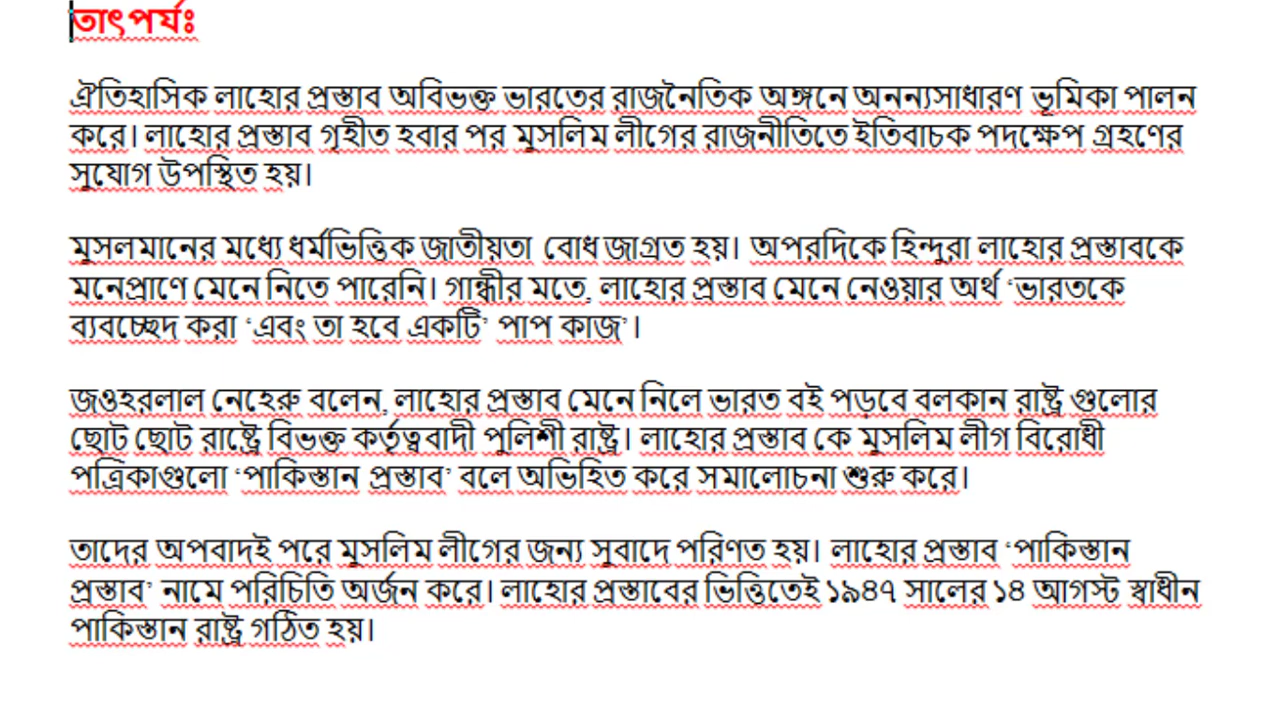 তাৎপর্যঃ
ঐতিহাসিক লাহোর প্রস্তাব অবিভক্ত ভারতের রাজনৈতিক অঙ্গনে অনন্যসাধারণ ভূমিকা পালন
করে। লাহোর প্রস্তাব গৃহীত হবার পর মুসলিম লীগের রাজনীতিতে ইতিবাচক পদক্ষেপ গ্রহণের
সুযোগ উপস্থিত হয়।
মুসলমানের মধ্যে ধর্মভিত্তিক জাতীয়তা বোধ জাগ্রত হয়। অপরদিকে হিন্দুরা লাহোর প্রস্তাবকে
মনেপ্রাণে মেনে নিতে পারেনি। গান্ধীর মতে, লাহোর প্রস্তাব মেনে নেওয়ার অর্থ ‘ভারতকে
ব্যবচ্ছেদ করা ‘এবং তা হবে একটি’ পাপ কাজ’।
জওহরলাল নেহেরু বলেন, লাহোর প্রস্তাব মেনে নিলে ভারত বই পড়বে বলকান রাষ্ট্র গুলোর
ছোট ছোট রাষ্ট্রে বিভক্ত কর্তৃত্ববাদী পুলিশী রাষ্ট্র। লাহোর প্রস্তাব কে মুসলিম লীগ বিরোধী
পত্রিকাগুলো ‘পাকিস্তান প্রস্তাব’ বলে অভিহিত করে সমালোচনা শুরু করে।
তাদের অপবাদই পরে মুসলিম লীগের জন্য সুবাদে পরিণত হয়। লাহোর প্রস্তাব ‘পাকিস্তান
প্রস্তাব’ নামে পরিচিতি অর্জন করে। লাহোর প্রস্তাবের ভিত্তিতেই ১৯৪৭ সালের ১৪ আগস্ট স্বাধীন
পাকিস্তান রাষ্ট্র গঠিত হয়।